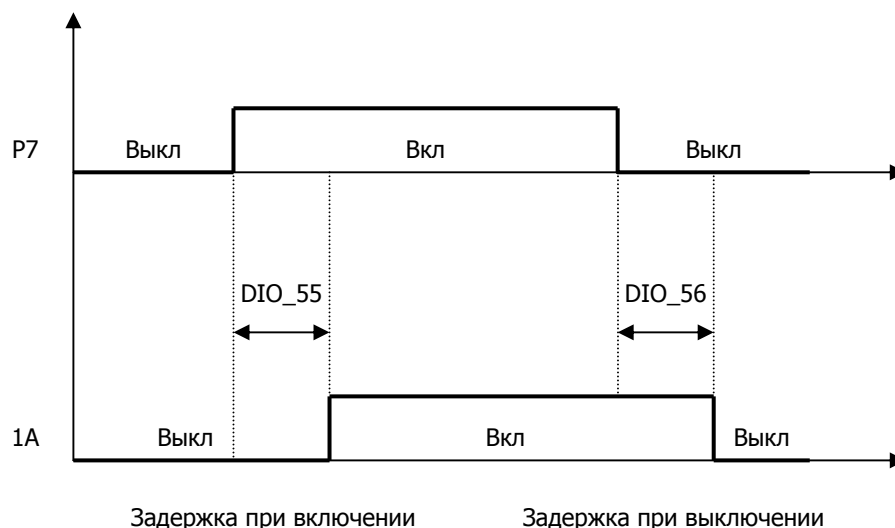 P7
Выкл
Вкл
Выкл
DIO_55
DIO_56
1A
Выкл
Вкл
Выкл
Задержка при включении
Задержка при выключении